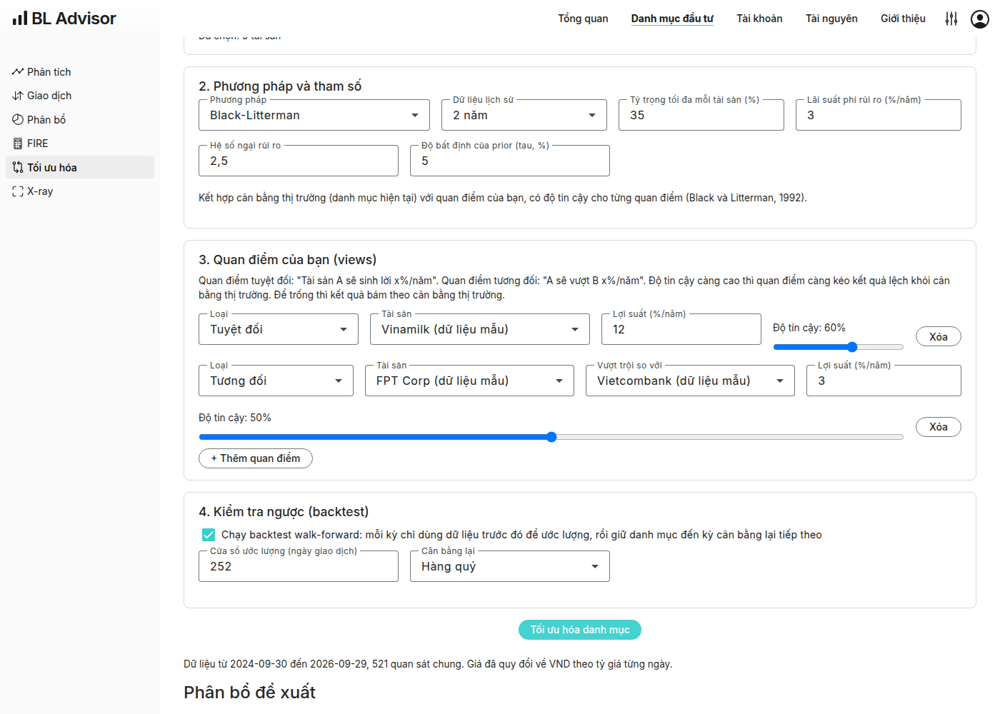 BL Advisor
Tổng quan
Danh mục đầu tư
Tài khoản
Tài nguyên
Giới thiệu
Phân tích
Giao dịch
Phân bổ
FIRE
Tối ưu hóa
X-ray
2. Phương pháp và tham số
Phương pháp
Black-Litterman
Dữ liệu lịch sử
2 năm
Tỷ trọng tối đa mỗi tài sản (%)
35
Lãi suất phi rủi ro (%/năm)
3
Hệ số ngại rủi ro
2,5
Độ bất định của prior (tau, %)
5
Kết hợp cân bằng thị trường (danh mục hiện tại) với quan điểm của bạn, có độ tin cậy cho từng quan điểm (Black và Litterman, 1992).
3. Quan điểm của bạn (views)
Quan điểm tuyệt đối: "Tài sản A sẽ sinh lời x%/năm". Quan điểm tương đối: "A sẽ vượt B x%/năm". Độ tin cậy càng cao thì quan điểm càng kéo kết quả lệch khỏi cân
bằng thị trường. Để trống thì kết quả bám theo cân bằng thị trường.
Loại
Tuyệt đối
Tài sản
Vinamilk (dữ liệu mẫu)
Lợi suất (%/năm)
12
Độ tin cậy: 60%
Xóa
Loại
Tương đối
Tài sản
FPT Corp (dữ liệu mẫu)
Vượt trội so với
Vietcombank (dữ liệu mẫu)
Lợi suất (%/năm)
3
Độ tin cậy: 50%
Xóa
+ Thêm quan điểm
4. Kiểm tra ngược (backtest)
Chạy backtest walk-forward: mỗi kỳ chỉ dùng dữ liệu trước đó để ước lượng, rồi giữ danh mục đến kỳ cân bằng lại tiếp theo
Cửa sổ ước lượng (ngày giao dịch)
252
Cân bằng lại
Hàng quý
Tối ưu hóa danh mục
Dữ liệu từ 2024-09-30 đến 2026-09-29, 521 quan sát chung. Giá đã quy đổi về VND theo tỷ giá từng ngày.
Phân bổ đề xuất